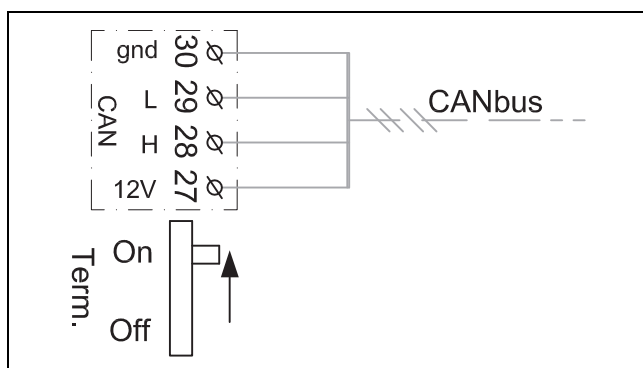 gnd 30
L 29
CAN
H 28
12V 27
CANbus
Term.
On
Off